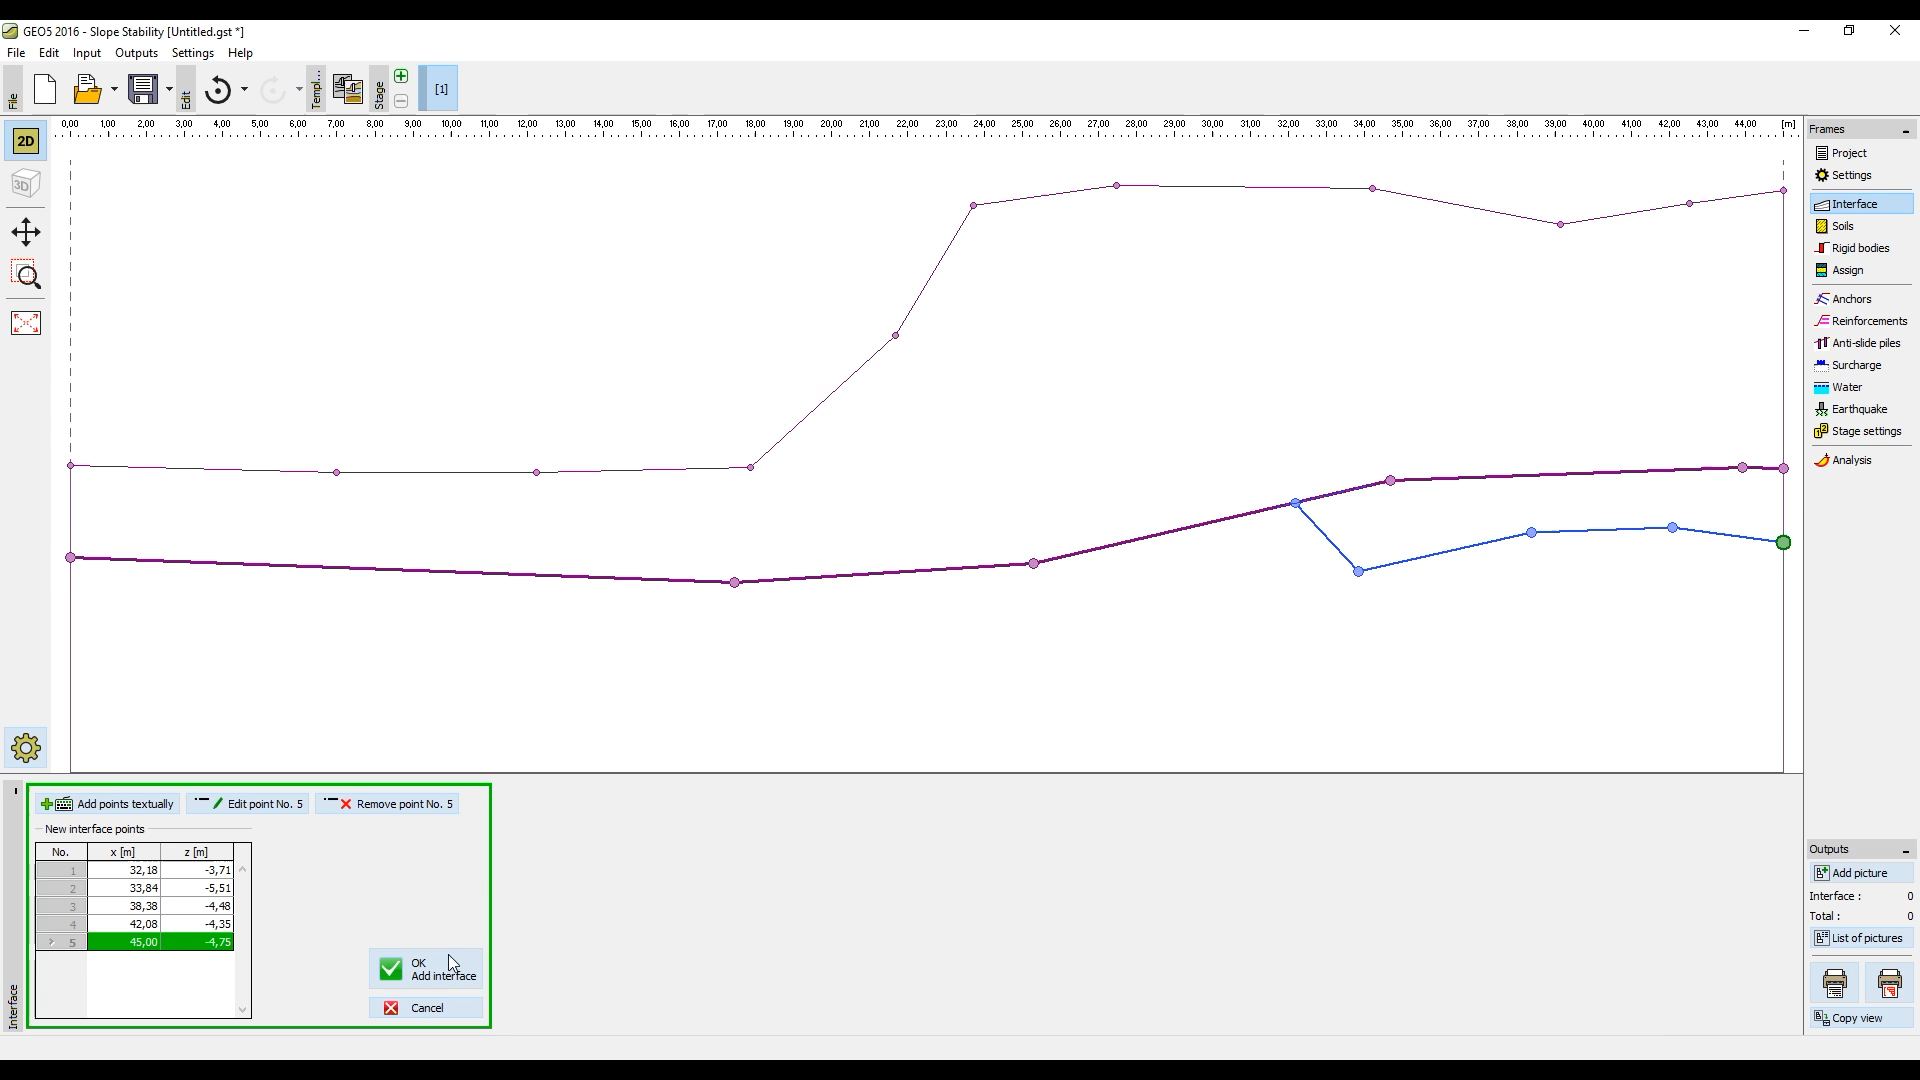 GEO5 2016 - Slope Stability [Untitled.gst *]
File Edit Input Outputs Settings Help
File Edit Templ... Stage [1]
0,00 1,00 2,00 3,00 4,00 5,00 6,00 7,00 8,00 9,00 10,00 11,00 12,00 13,00 14,00 15,00 16,00 17,00 18,00 19,00 20,00 21,00 22,00 23,00 24,00 25,00 26,00 27,00 28,00 29,00 30,00 31,00 32,00 33,00 34,00 35,00 36,00 37,00 38,00 39,00 40,00 41,00 42,00 43,00 44,00 [m]
2D
3D
Frames
Project
Settings
Interface
Soils
Rigid bodies
Assign
Anchors
Reinforcements
Anti-slide piles
Surcharge
Water
Earthquake
Stage settings
Analysis
Interface
Add points textually Edit point No. 5 Remove point No. 5
New interface points
No. x [m] z [m]
1 32,18 -3,71
2 33,84 -5,51
3 38,38 -4,48
4 42,08 -4,35
5 45,00 -4,75
OK
Add interface
Cancel
Outputs
Add picture
Interface : 0
Total : 0
List of pictures
Copy view